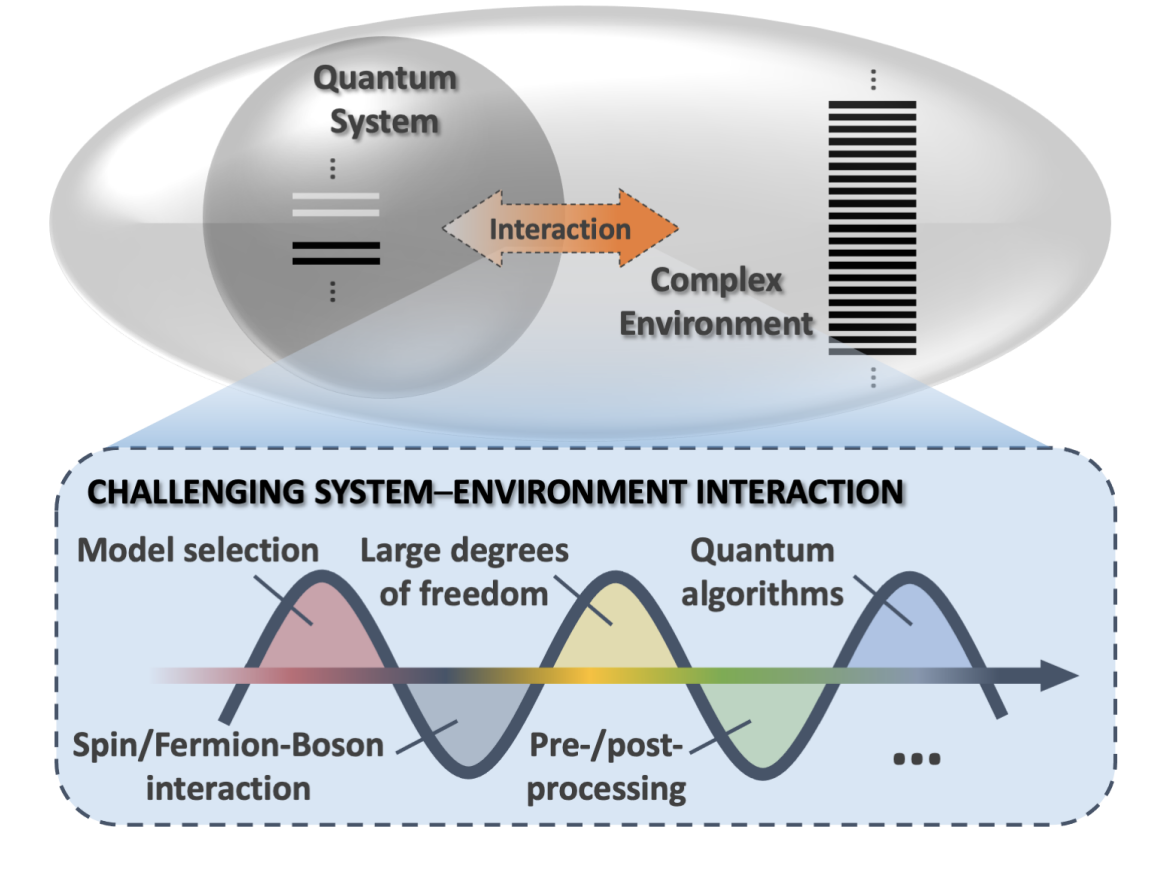 Quantum
System
⋮
⋮
Interaction
Complex
Environment
⋮
⋮
CHALLENGING SYSTEM–ENVIRONMENT INTERACTION
Model selection
Large degrees
of freedom
Quantum
algorithms
Spin/Fermion-Boson
interaction
Pre-/post-
processing
...